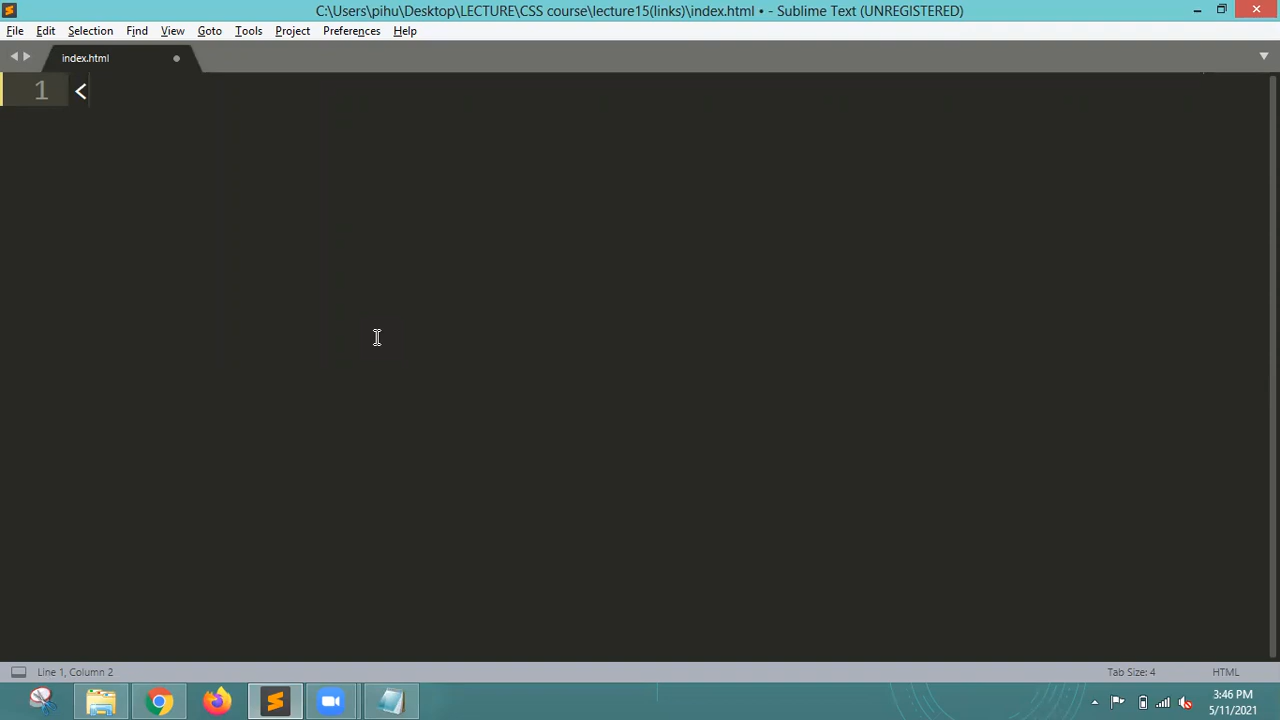 C:\Users\pihu\Desktop\LECTURE\CSS course\lecture15(links)\index.html • - Sublime Text (UNREGISTERED)
File Edit Selection Find View Goto Tools Project Preferences Help
index.html
1 <
Line 1, Column 2 Tab Size: 4 HTML
3:46 PM
5/11/2021